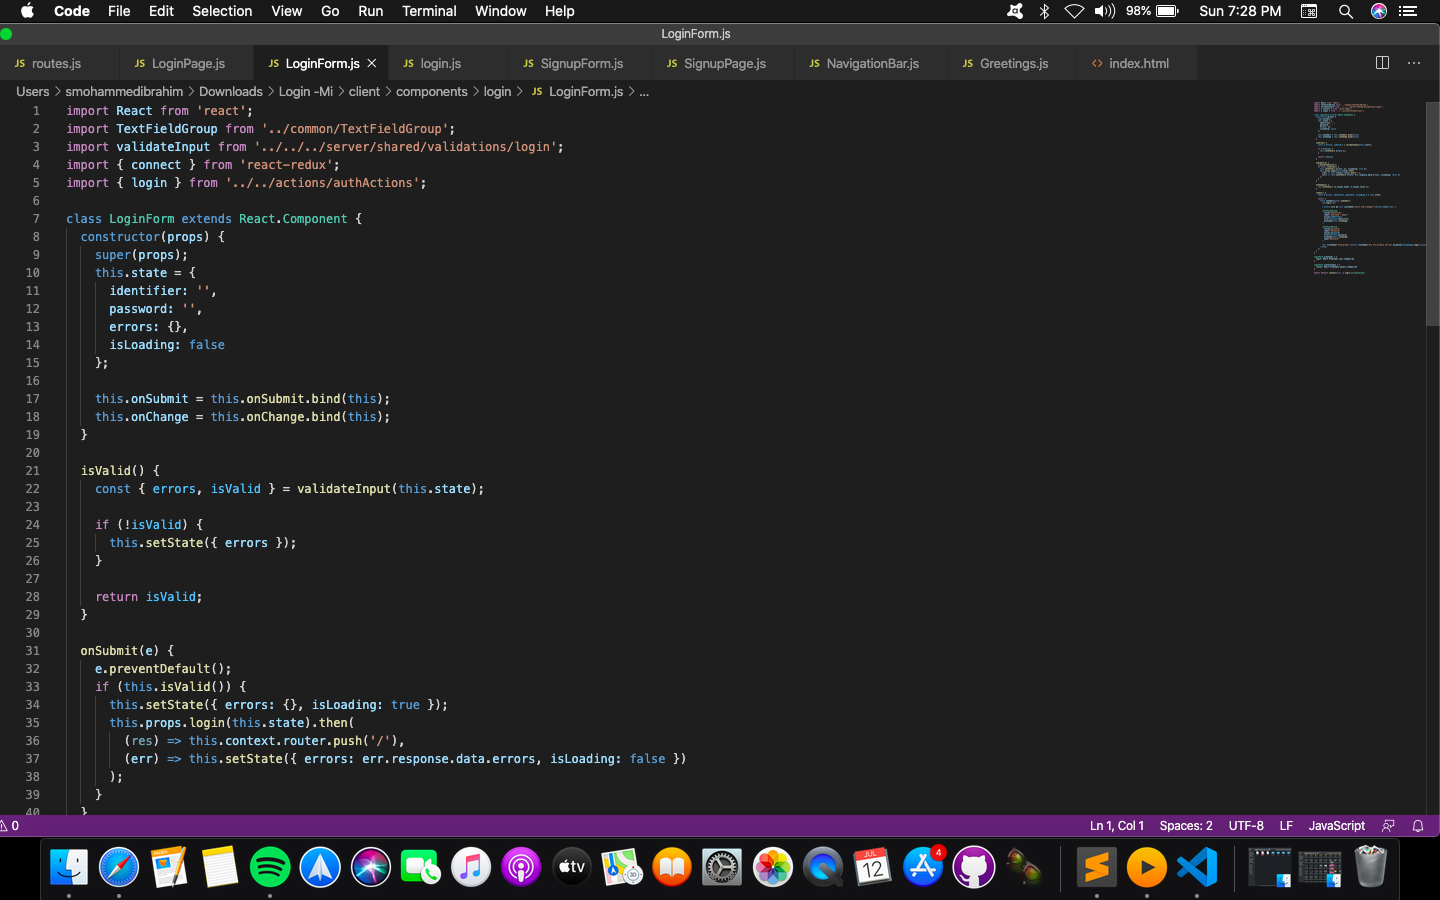 Code File Edit Selection View Go Run Terminal Window Help 98% Sun 7:28 PM
LoginForm.js
JS routes.js JS LoginPage.js JS LoginForm.js × JS login.js JS SignupForm.js JS SignupPage.js JS NavigationBar.js JS Greetings.js <> index.html ...
Users > smohammedibrahim > Downloads > Login -Mi > client > components > login > JS LoginForm.js > ...
1 import React from 'react';
2 import TextFieldGroup from '../common/TextFieldGroup';
3 import validateInput from '../../../server/shared/validations/login';
4 import { connect } from 'react-redux';
5 import { login } from '../../actions/authActions';
6
7 class LoginForm extends React.Component {
8 constructor(props) {
9 super(props);
10 this.state = {
11 identifier: '',
12 password: '',
13 errors: {},
14 isLoading: false
15 };
16
17 this.onSubmit = this.onSubmit.bind(this);
18 this.onChange = this.onChange.bind(this);
19 }
20
21 isValid() {
22 const { errors, isValid } = validateInput(this.state);
23
24 if (!isValid) {
25 this.setState({ errors });
26 }
27
28 return isValid;
29 }
30
31 onSubmit(e) {
32 e.preventDefault();
33 if (this.isValid()) {
34 this.setState({ errors: {}, isLoading: true });
35 this.props.login(this.state).then(
36 (res) => this.context.router.push('/'),
37 (err) => this.setState({ errors: err.response.data.errors, isLoading: false })
38 );
39 }
40 }
0 Ln 1, Col 1 Spaces: 2 UTF-8 LF JavaScript
tv JUL 12 4